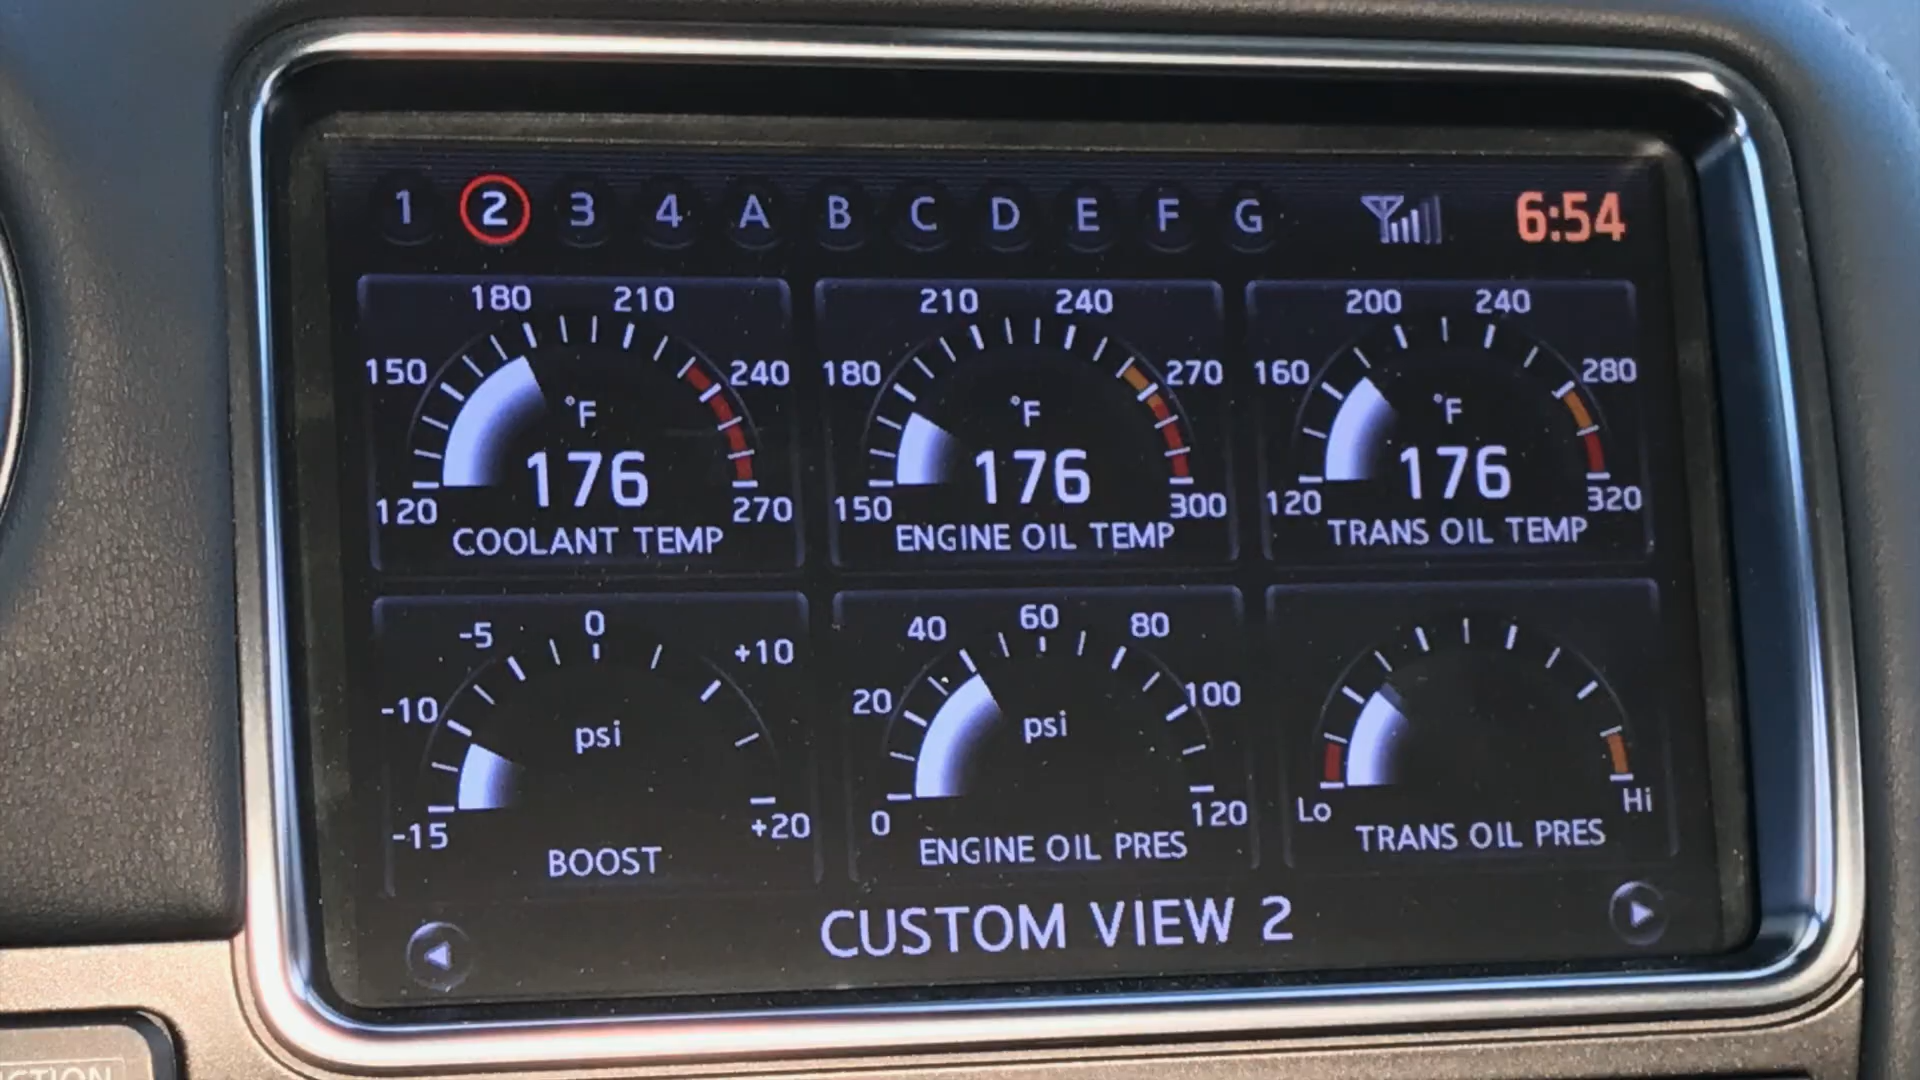 1 2 3 4 A B C D E F G 6:54
180 210
150 240
°F
176
120 270
COOLANT TEMP
210 240
180 270
°F
176
150 300
ENGINE OIL TEMP
200 240
160 280
°F
176
120 320
TRANS OIL TEMP
-5 0 +10
-10
psi
-15 +20
BOOST
40 60 80
20 100
psi
0 120
ENGINE OIL PRES
Lo Hi
TRANS OIL PRES
CUSTOM VIEW 2